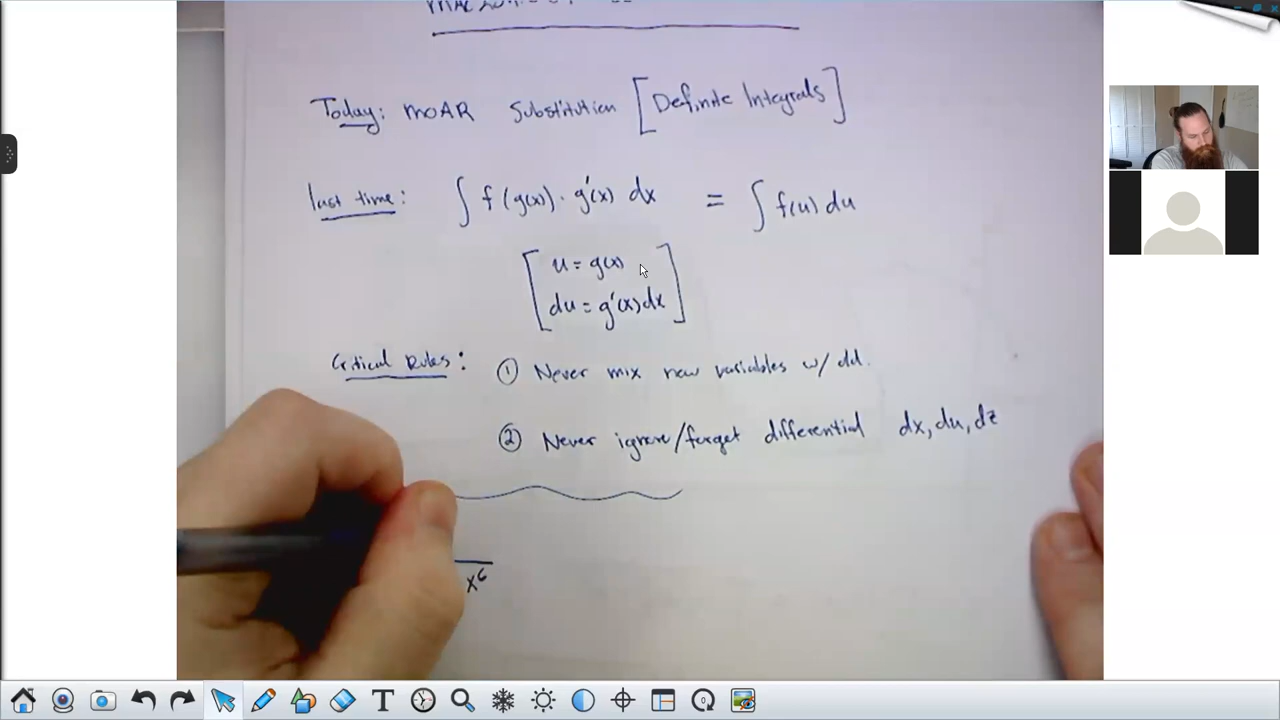 Today: MOAR Substitution [Definite Integrals]
last time: ∫ f(g(x)) · g'(x) dx = ∫ f(u) du
[u = g(x)
du = g'(x)dx]
Critical Rules: ① Never mix new variables w/ old.
② Never ignore/forget differential dx, du, dz
x⁶
T